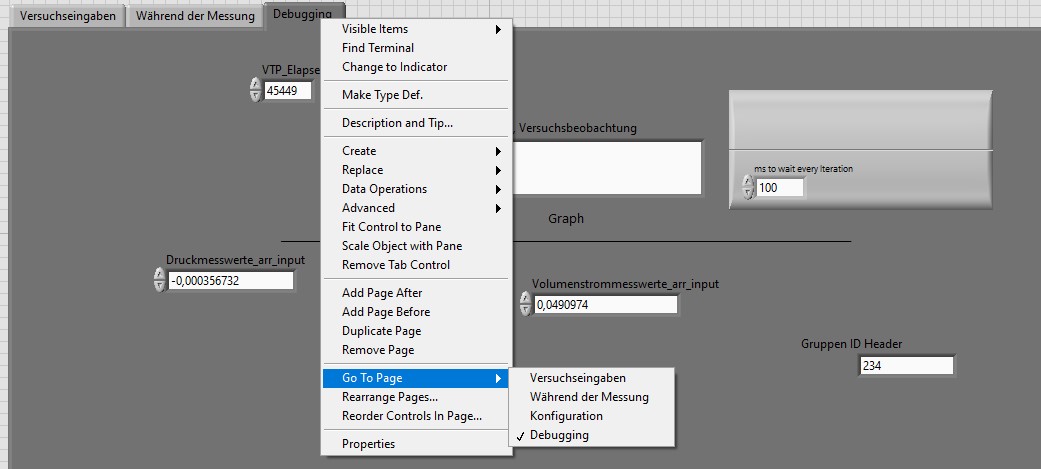 Versuchseingaben
Während der Messung
Debugging
VTP_Elapse
45449
Versuchsbeobachtung
ms to wait every Iteration
100
Graph
Druckmesswerte_arr_input
-0,000356732
Volumenstrommesswerte_arr_input
0,0490974
Gruppen ID Header
234
Visible Items
Find Terminal
Change to Indicator
Make Type Def.
Description and Tip...
Create
Replace
Data Operations
Advanced
Fit Control to Pane
Scale Object with Pane
Remove Tab Control
Add Page After
Add Page Before
Duplicate Page
Remove Page
Go To Page
Rearrange Pages...
Reorder Controls In Page...
Properties
Versuchseingaben
Während der Messung
Konfiguration
✓ Debugging